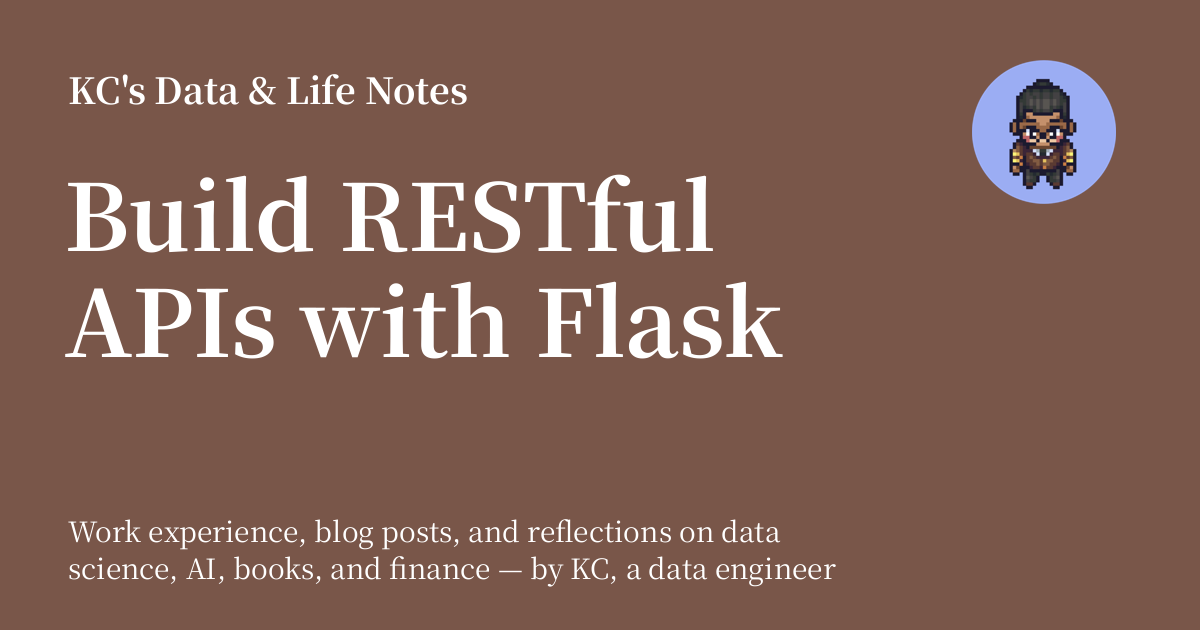 KC's Data & Life Notes
Build RESTful
APIs with Flask
Work experience, blog posts, and reflections on data
science, AI, books, and finance — by KC, a data engineer